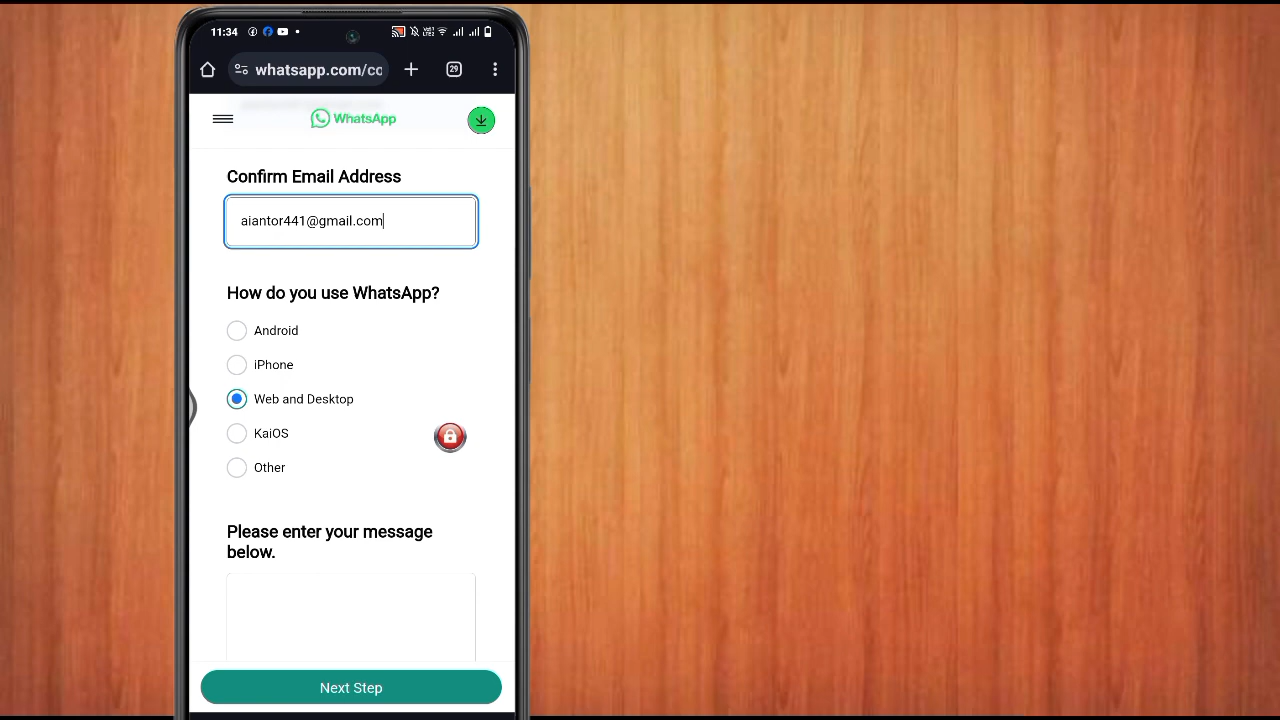 11:34
whatsapp.com/cc
29
WhatsApp
Confirm Email Address
aiantor441@gmail.com
How do you use WhatsApp?
Android
iPhone
Web and Desktop
KaiOS
Other
Please enter your message
below.
Next Step